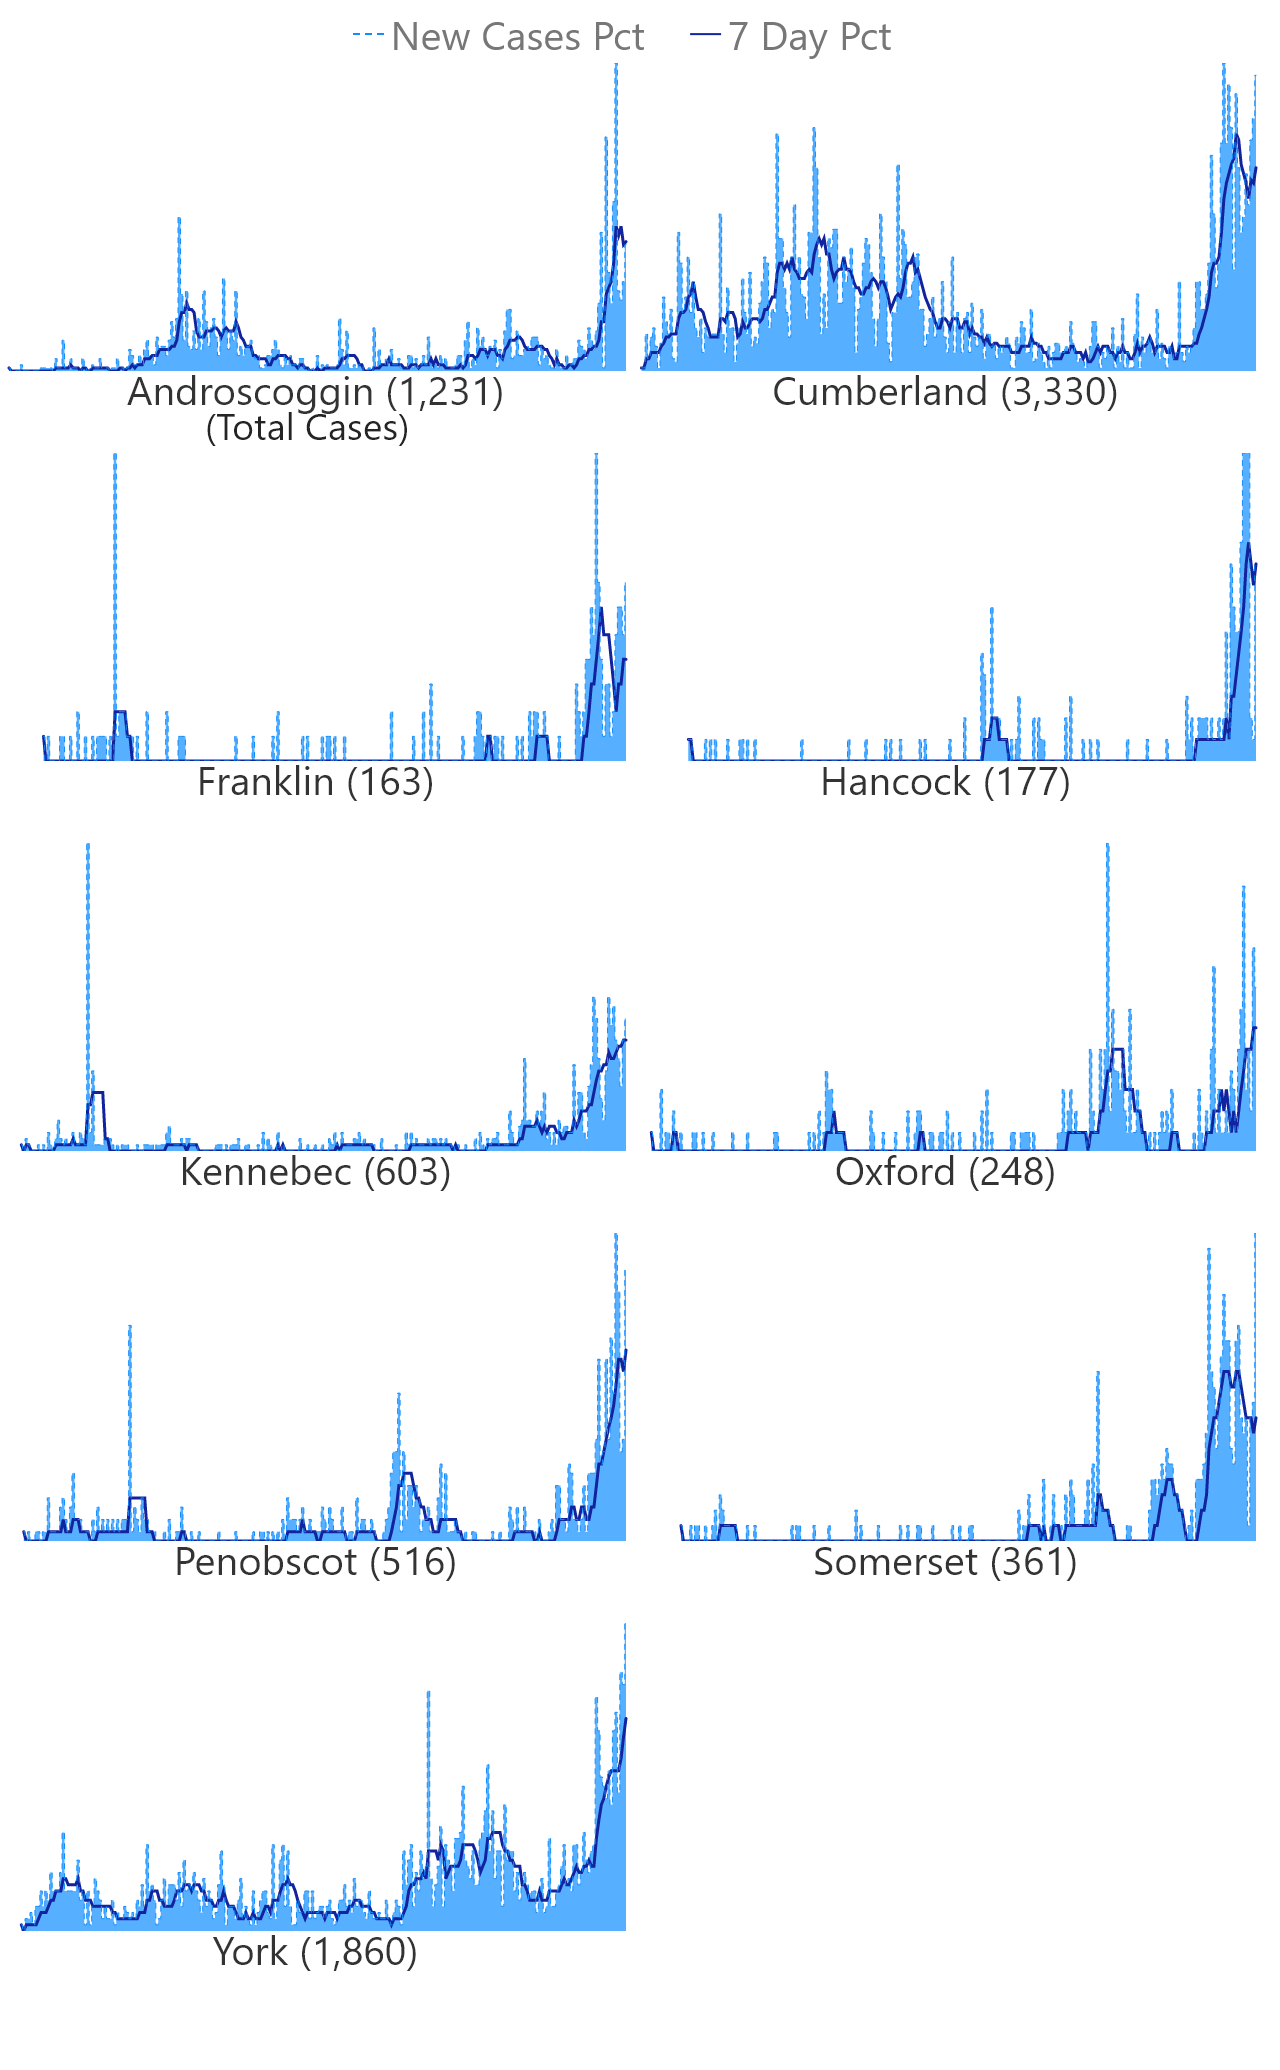 New Cases Pct 7 Day Pct
Androscoggin (1,231) Cumberland (3,330)
(Total Cases)
Franklin (163) Hancock (177)
Kennebec (603) Oxford (248)
Penobscot (516) Somerset (361)
York (1,860)